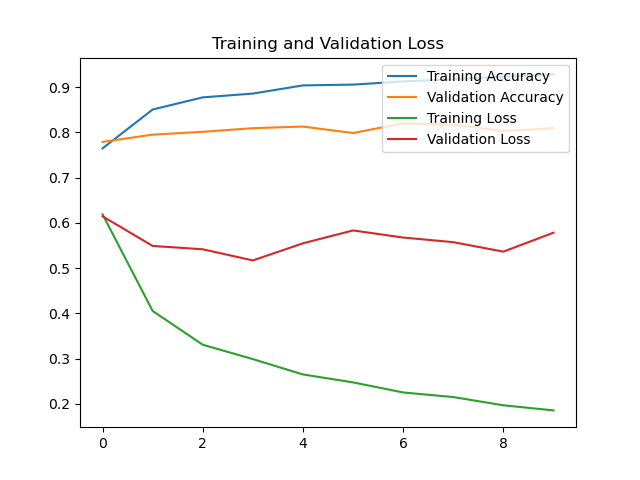 Training and Validation Loss
Training Accuracy
Validation Accuracy
Training Loss
Validation Loss
0.9
0.8
0.7
0.6
0.5
0.4
0.3
0.2
0 2 4 6 8